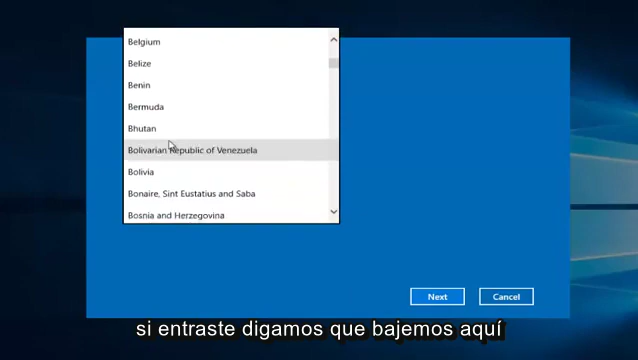 Belgium
Belize
Benin
Bermuda
Bhutan
Bolivarian Republic of Venezuela
Bolivia
Bonaire, Sint Eustatius and Saba
Bosnia and Herzegovina
Next Cancel
si entraste digamos que bajemos aquí